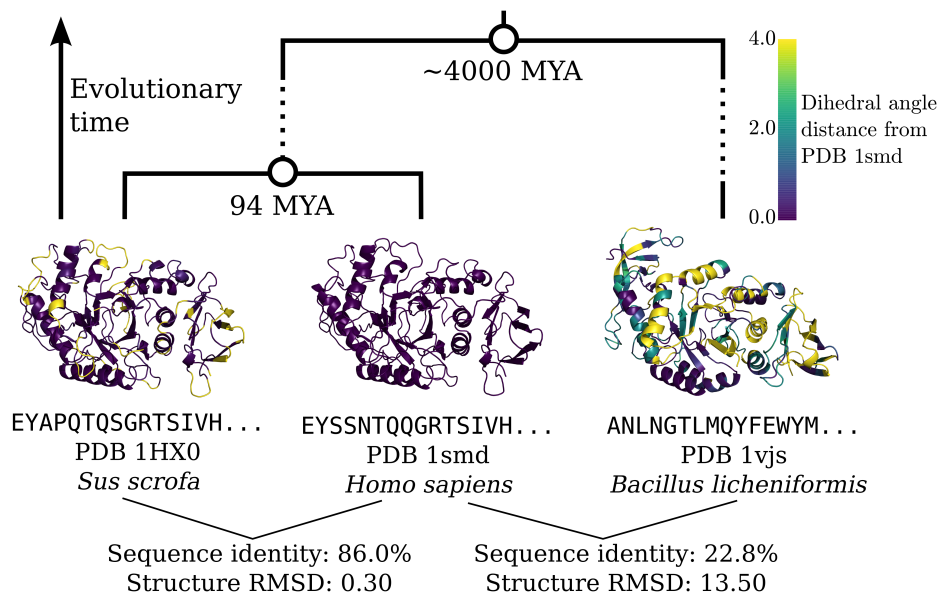 ~4000 MYA
Evolutionary
time
94 MYA
4.0
2.0
0.0
Dihedral angle
distance from
PDB 1smd
EYAPQTQSGRTSIVH...
PDB 1HX0
Sus scrofa
EYSSNTQQGRTSIVH...
PDB 1smd
Homo sapiens
ANLNGTLMQYFEWYM...
PDB 1vjs
Bacillus licheniformis
Sequence identity: 86.0%
Structure RMSD: 0.30
Sequence identity: 22.8%
Structure RMSD: 13.50